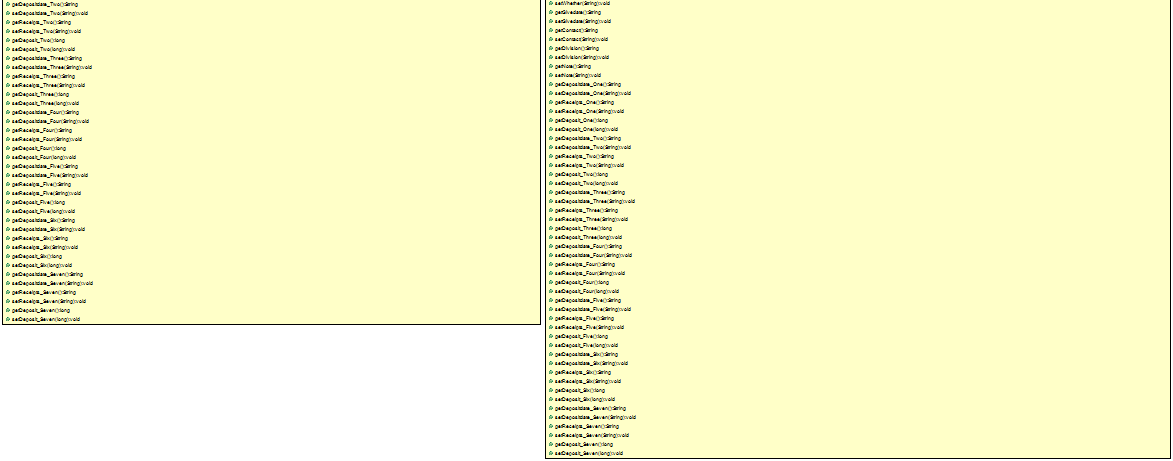 getDepositdate_Two():String
setDepositdate_Two(String):void
getReceipts_Two():String
setReceipts_Two(String):void
getDeposit_Two():long
setDeposit_Two(long):void
getDepositdate_Three():String
setDepositdate_Three(String):void
getReceipts_Three():String
setReceipts_Three(String):void
getDeposit_Three():long
setDeposit_Three(long):void
getDepositdate_Four():String
setDepositdate_Four(String):void
getReceipts_Four():String
setReceipts_Four(String):void
getDeposit_Four():long
setDeposit_Four(long):void
getDepositdate_Five():String
setDepositdate_Five(String):void
getReceipts_Five():String
setReceipts_Five(String):void
getDeposit_Five():long
setDeposit_Five(long):void
getDepositdate_Six():String
setDepositdate_Six(String):void
getReceipts_Six():String
setReceipts_Six(String):void
getDeposit_Six():long
setDeposit_Six(long):void
getDepositdate_Seven():String
setDepositdate_Seven(String):void
getReceipts_Seven():String
setReceipts_Seven(String):void
getDeposit_Seven():long
setDeposit_Seven(long):void
setWhether(String):void
getGivedate():String
setGivedate(String):void
getContact():String
setContact(String):void
getDivision():String
setDivision(String):void
getNote():String
setNote(String):void
getDepositdate_One():String
setDepositdate_One(String):void
getReceipts_One():String
setReceipts_One(String):void
getDeposit_One():long
setDeposit_One(long):void
getDepositdate_Two():String
setDepositdate_Two(String):void
getReceipts_Two():String
setReceipts_Two(String):void
getDeposit_Two():long
setDeposit_Two(long):void
getDepositdate_Three():String
setDepositdate_Three(String):void
getReceipts_Three():String
setReceipts_Three(String):void
getDeposit_Three():long
setDeposit_Three(long):void
getDepositdate_Four():String
setDepositdate_Four(String):void
getReceipts_Four():String
setReceipts_Four(String):void
getDeposit_Four():long
setDeposit_Four(long):void
getDepositdate_Five():String
setDepositdate_Five(String):void
getReceipts_Five():String
setReceipts_Five(String):void
getDeposit_Five():long
setDeposit_Five(long):void
getDepositdate_Six():String
setDepositdate_Six(String):void
getReceipts_Six():String
setReceipts_Six(String):void
getDeposit_Six():long
setDeposit_Six(long):void
getDepositdate_Seven():String
setDepositdate_Seven(String):void
getReceipts_Seven():String
setReceipts_Seven(String):void
getDeposit_Seven():long
setDeposit_Seven(long):void